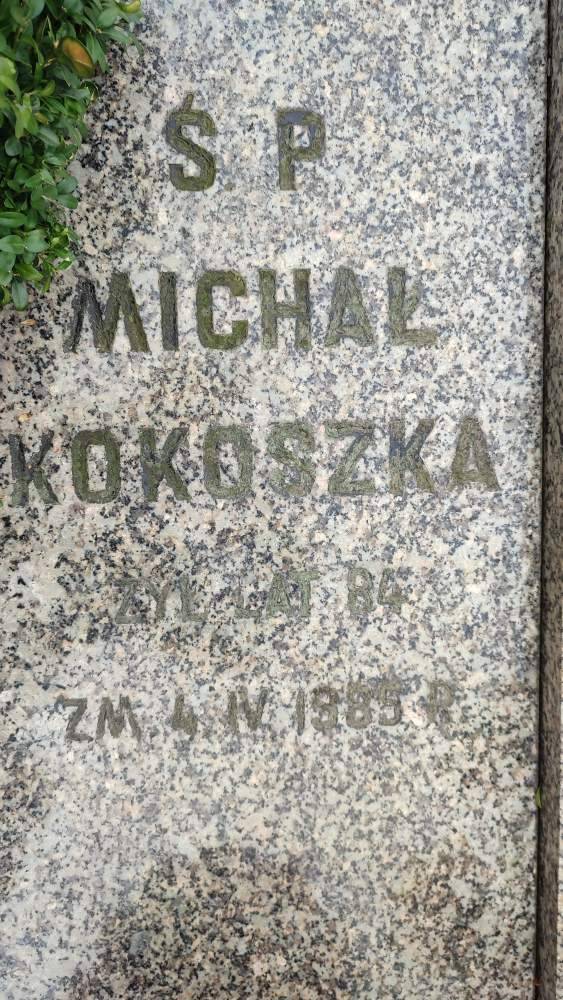 Ś. P
MICHAŁ
KOKOSZKA
ŻYŁ LAT 84
ZM. 4. IV 1985 R.